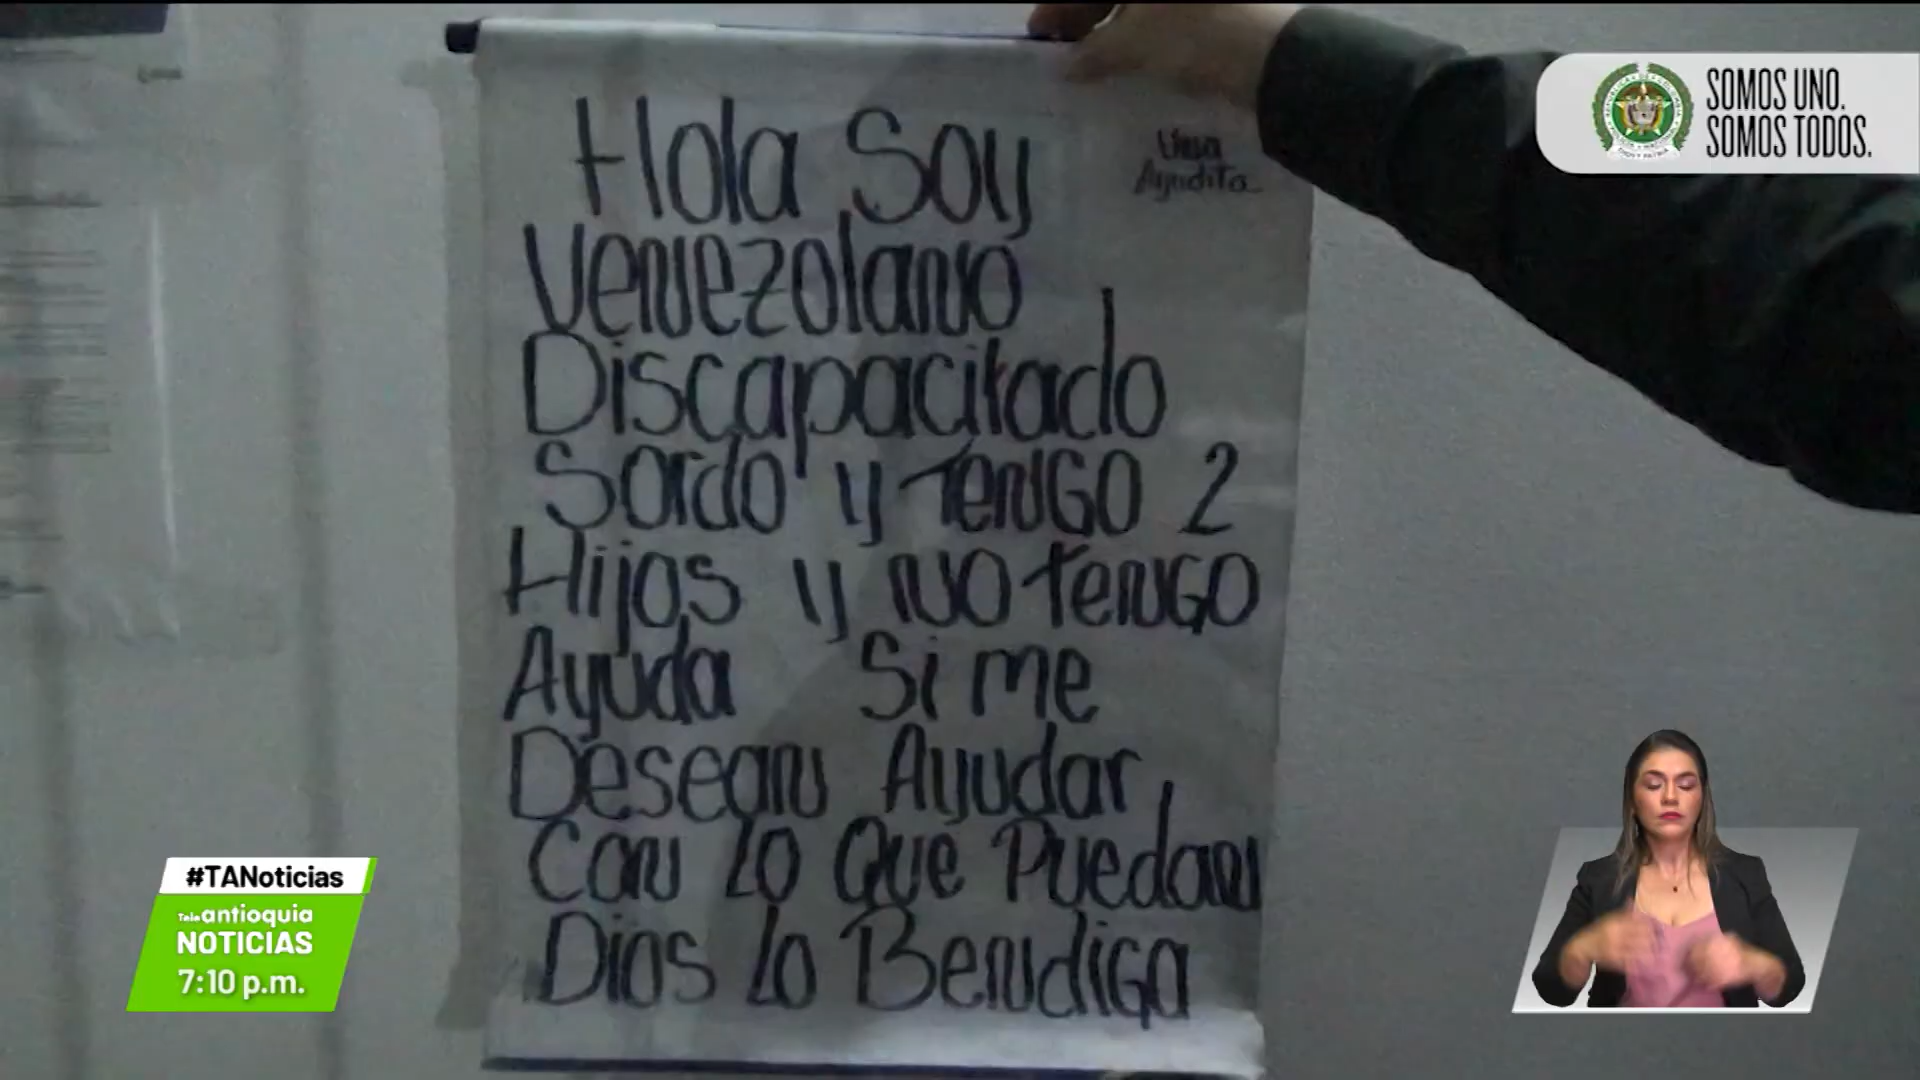 Hola Soy
Una
Ayudita
Venezolano
Discapacitado
Sordo y Tengo 2
Hijos y no tengo
Ayuda Si me
Desean Ayudar
Con Lo Que Puedan
Dios Lo Bendiga
SOMOS UNO.
SOMOS TODOS.
#TANoticias
Teleantioquia
NOTICIAS
7:10 p.m.